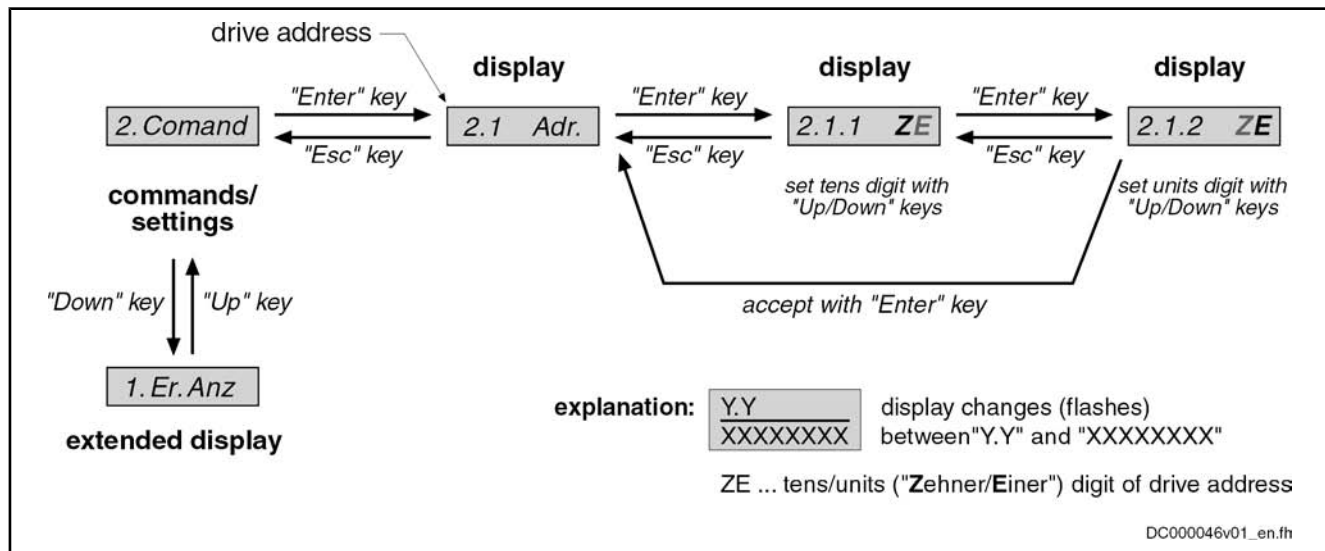 drive address
display
display
display
"Enter" key
"Enter" key
"Enter" key
2. Comand
2.1 Adr.
2.1.1 ZE
2.1.2 ZE
"Esc" key
"Esc" key
"Esc" key
commands/
settings
set tens digit with
"Up/Down" keys
set units digit with
"Up/Down" keys
"Down" key
"Up" key
accept with "Enter" key
1. Er. Anz
extended display
explanation:
Y.Y
XXXXXXXX
display changes (flashes)
between"Y.Y" and "XXXXXXXX"
ZE ... tens/units ("Zehner/Einer") digit of drive address
DC000046v01_en.fh